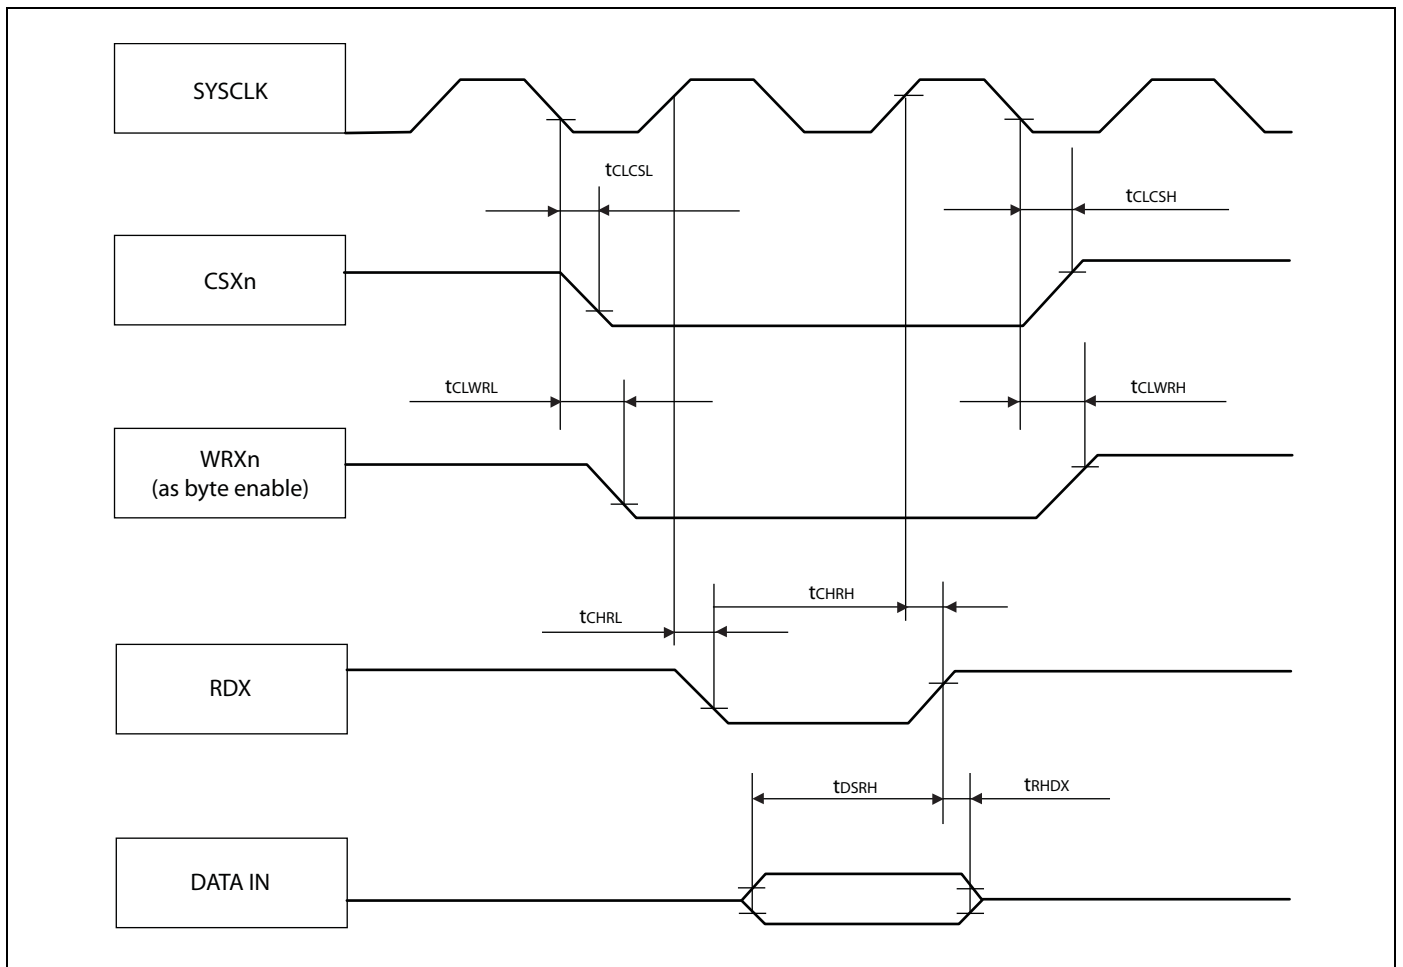 SYSCLK
tCLCSL
tCLCSH
CSXn
tCLWRL
tCLWRH
WRXn
(as byte enable)
tCHRH
tCHRL
RDX
tDSRH
tRHDX
DATA IN